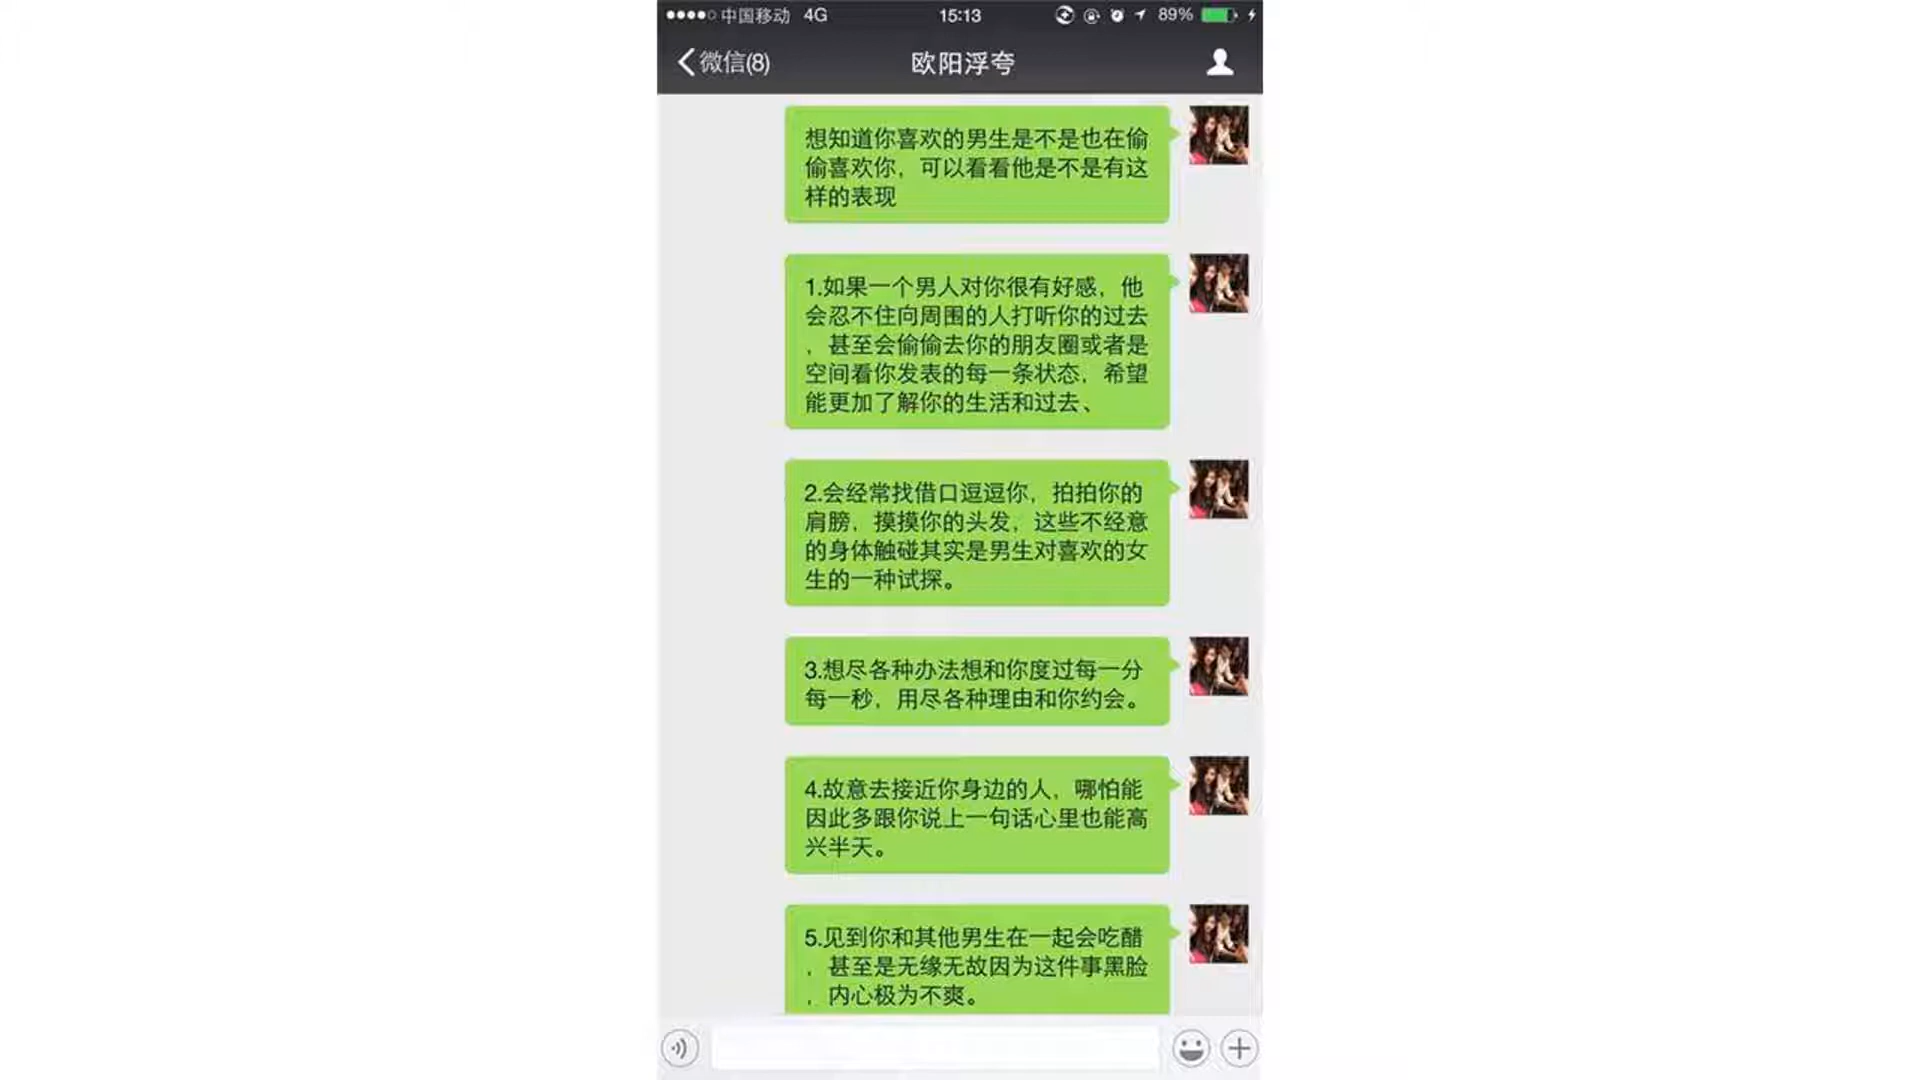 中国移动 4G 15:13 89%
微信(8) 欧阳浮夸
想知道你喜欢的男生是不是也在偷
偷喜欢你，可以看看他是不是有这
样的表现
1.如果一个男人对你很有好感，他
会忍不住向周围的人打听你的过去
，甚至会偷偷去你的朋友圈或者是
空间看你发表的每一条状态，希望
能更加了解你的生活和过去、
2.会经常找借口逗逗你，拍拍你的
肩膀，摸摸你的头发，这些不经意
的身体触碰其实是男生对喜欢的女
生的一种试探。
3.想尽各种办法想和你度过每一分
每一秒，用尽各种理由和你约会。
4.故意去接近你身边的人，哪怕能
因此多跟你说上一句话心里也能高
兴半天。
5.见到你和其他男生在一起会吃醋
，甚至是无缘无故因为这件事黑脸
，内心极为不爽。